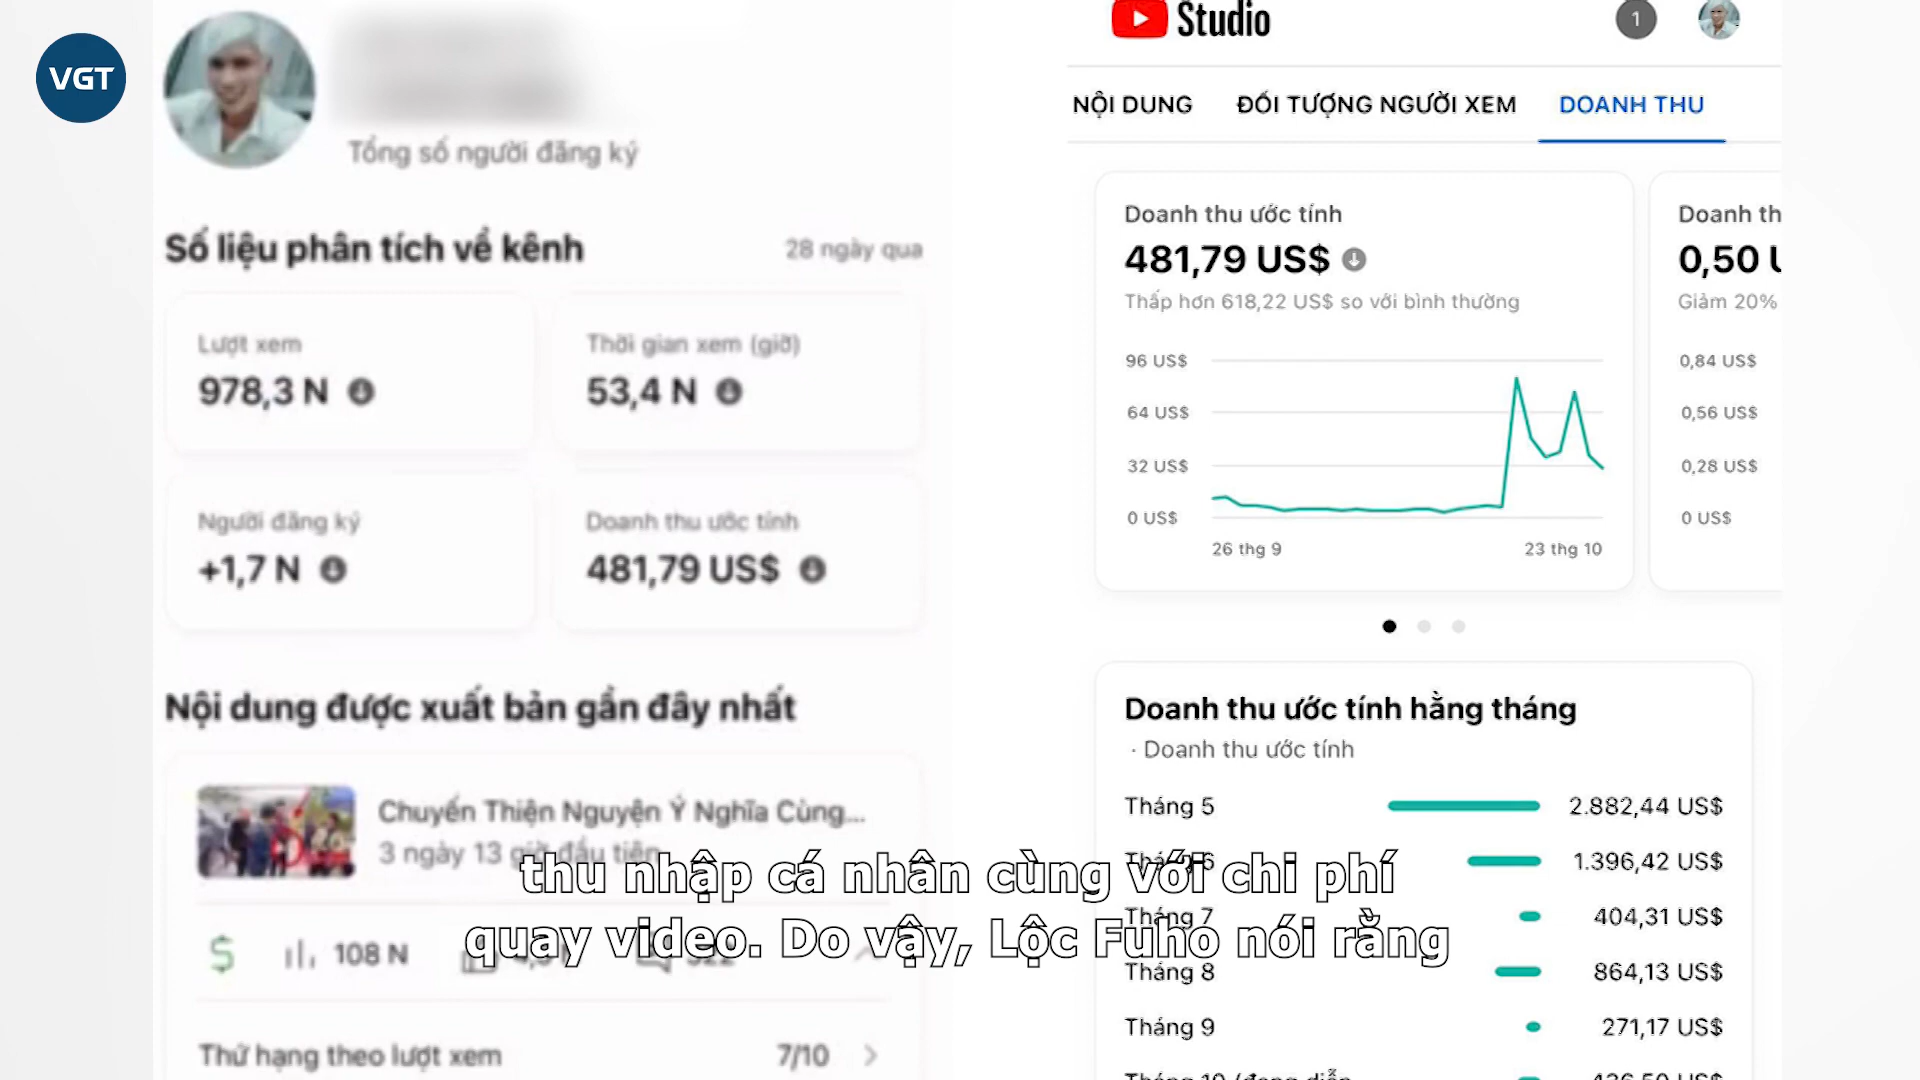 VGT
Tổng số người đăng ký
Số liệu phân tích về kênh
28 ngày qua
Lượt xem
978,3 N
Thời gian xem (giờ)
53,4 N
Người đăng ký
+1,7 N
Doanh thu ước tính
481,79 US$
Nội dung được xuất bản gần đây nhất
Chuyến Thiện Nguyện Ý Nghĩa Cùng...
3 ngày 13 giờ đầu tiên
108 N
Thứ hạng theo lượt xem
7/10
Studio
1
NỘI DUNG
ĐỐI TƯỢNG NGƯỜI XEM
DOANH THU
Doanh thu ước tính
481,79 US$
Thấp hơn 618,22 US$ so với bình thường
96 US$
64 US$
32 US$
0 US$
26 thg 9
23 thg 10
Doanh th
0,50
Giảm 20%
0,84 US$
0,56 US$
0,28 US$
0 US$
Doanh thu ước tính hằng tháng
· Doanh thu ước tính
Tháng 5 2.882,44 US$
Tháng 6 1.396,42 US$
Tháng 7 404,31 US$
Tháng 8 864,13 US$
Tháng 9 271,17 US$
thu nhập cá nhân cùng với chi phí
quay video. Do vậy, Lộc Fuho nói rằng